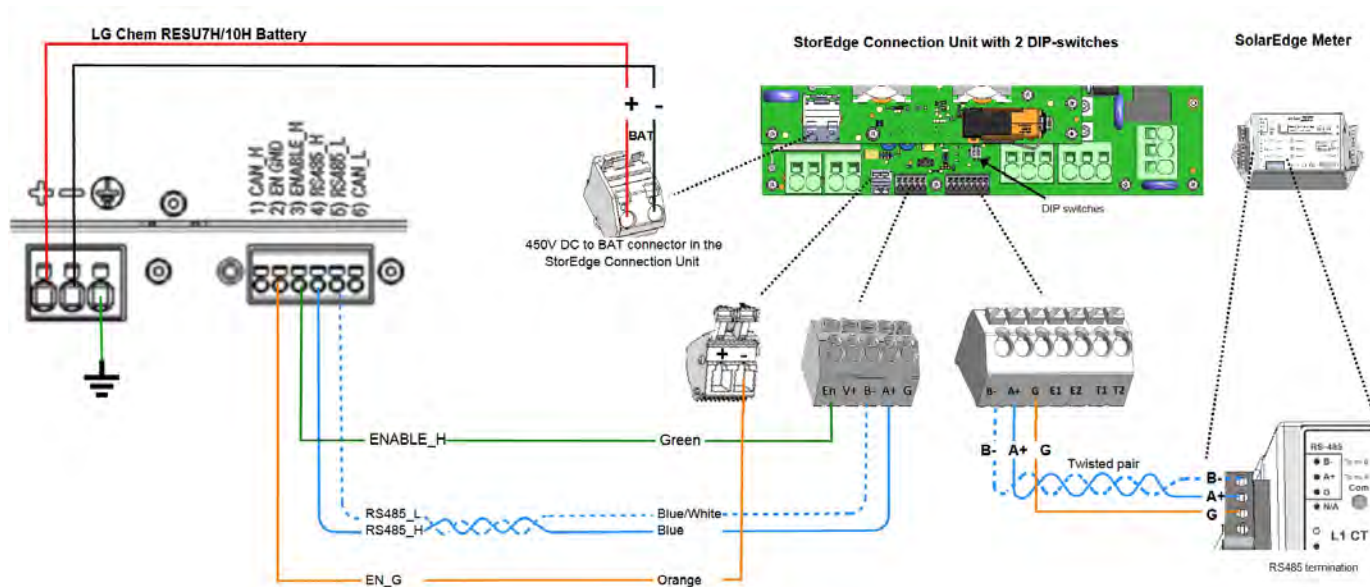 LG Chem RESU7H/10H Battery
StorEdge Connection Unit with 2 DIP-switches
SolarEdge Meter
+ -
BAT
1) CAN_H
2) EN GND
3) ENABLE_H
4) RS485_H
5) RS485_L
6) CAN_L
+ -
DIP switches
450V DC to BAT connector in the
StorEdge Connection Unit
+ -
En V+ B- A+ G
B- A+ G E1 E2 T1 T2
ENABLE_H
Green
B- A+ G
Twisted pair
RS485_L
Blue/White
RS485_H
Blue
EN_G
Orange
B-
A+
G
RS-485
B-
A+
G
N/A
Com
L1 CT
RS485 termination